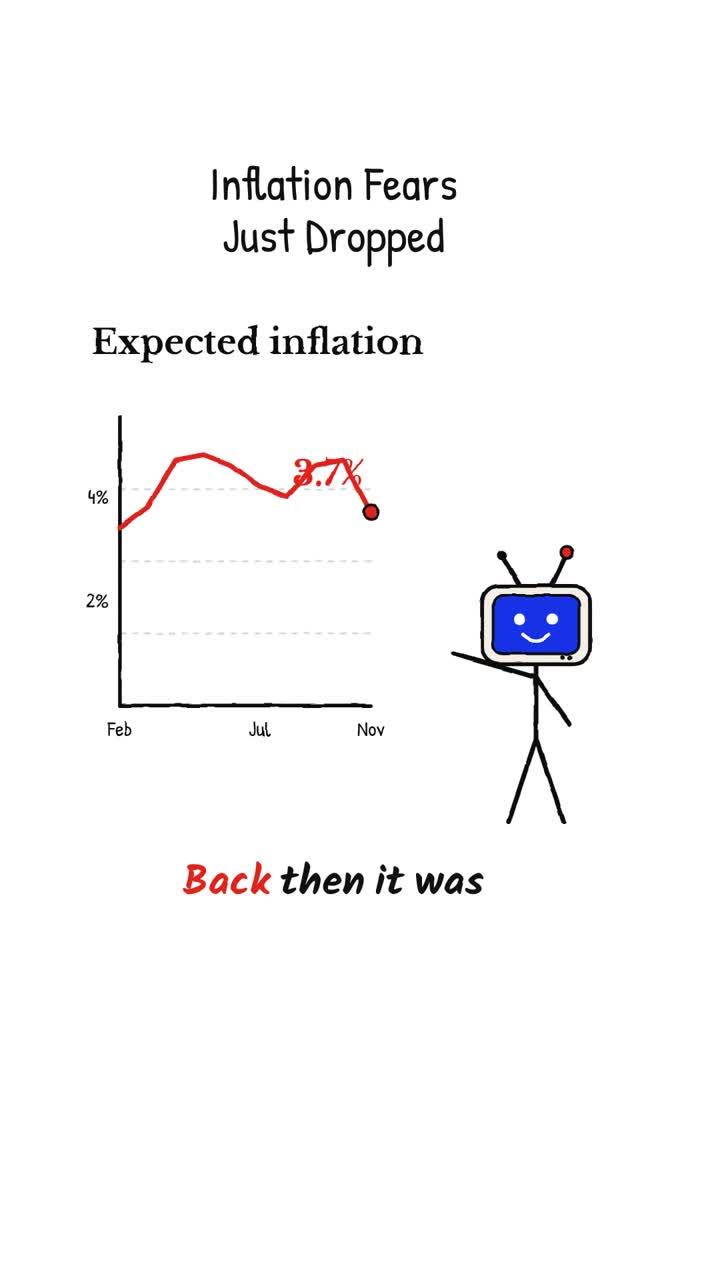 Inflation Fears
Just Dropped
Expected inflation
3.7%
4%
2%
Feb Jul Nov
Back then it was